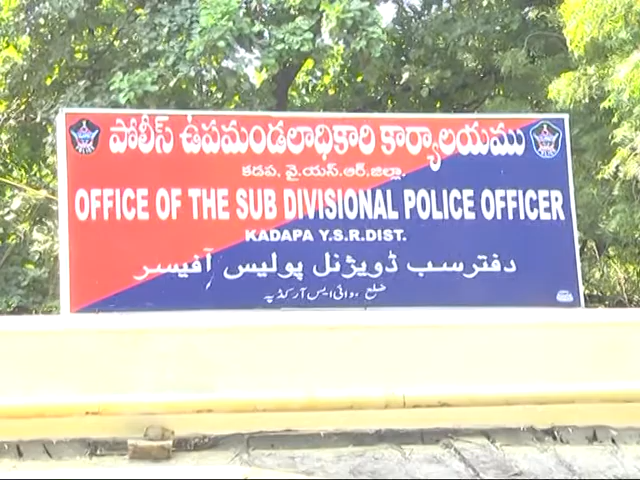 పోలీస్ ఉపమండలాధికారి కార్యాలయము
కడప, వై.యస్.ఆర్.జిల్లా.
OFFICE OF THE SUB DIVISIONAL POLICE OFFICER
KADAPA Y.S.R.DIST.
دفتر سب ڈویژنل پولیس آفیسر
ضلع ،وائی ایس آر کڈپہ